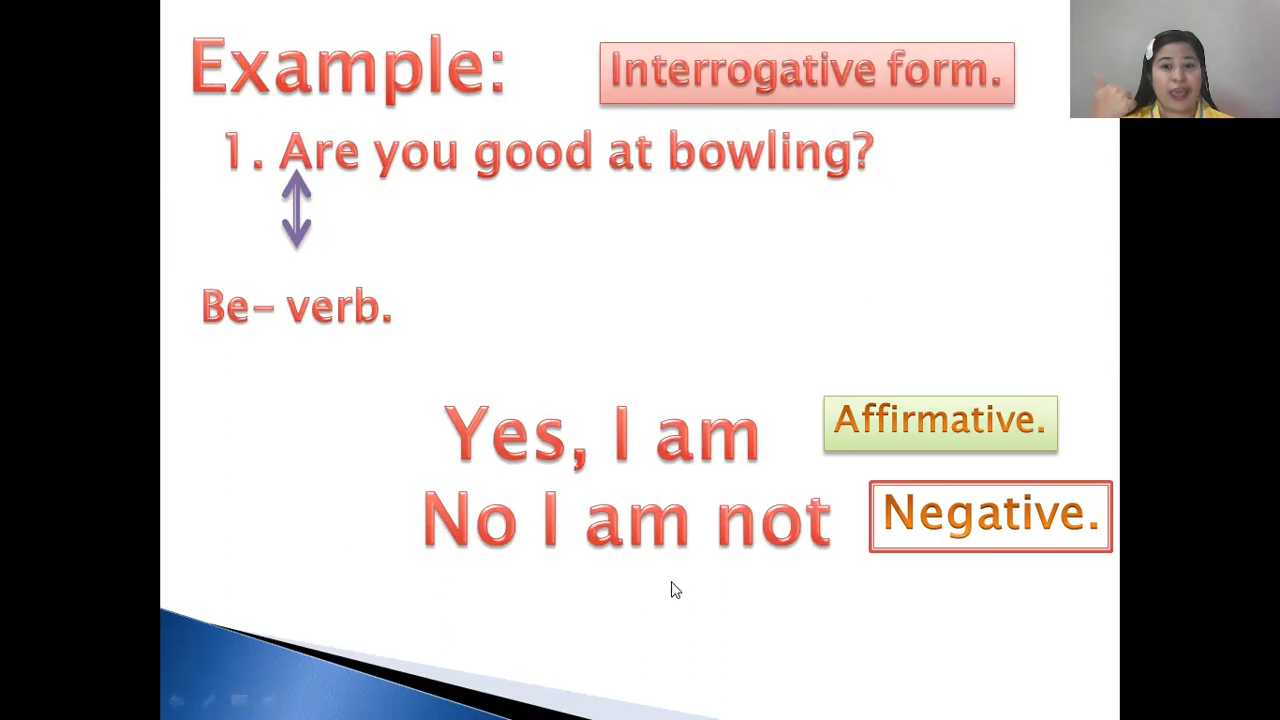 Example:
Interrogative form.
1. Are you good at bowling?
Be- verb.
Yes, I am
Affirmative.
No I am not
Negative.